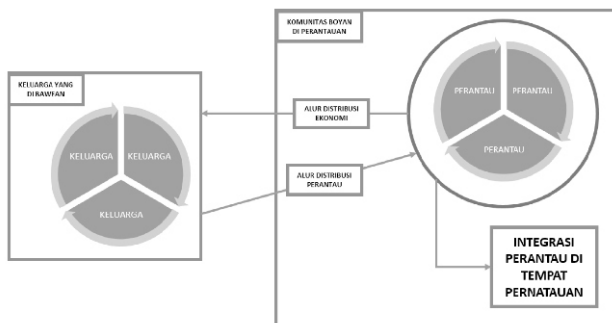 KOMUNITAS BOYAN
DI PERANTAUAN
KELUARGA YANG
DI BAWEAN
KELUARGA
KELUARGA
KELUARGA
ALUR DISTRIBUSI
EKONOMI
ALUR DISTRIBUSI
PERANTAU
PERANTAU
PERANTAU
PERANTAU
INTEGRASI
PERANTAU DI
TEMPAT
PERNATAUAN